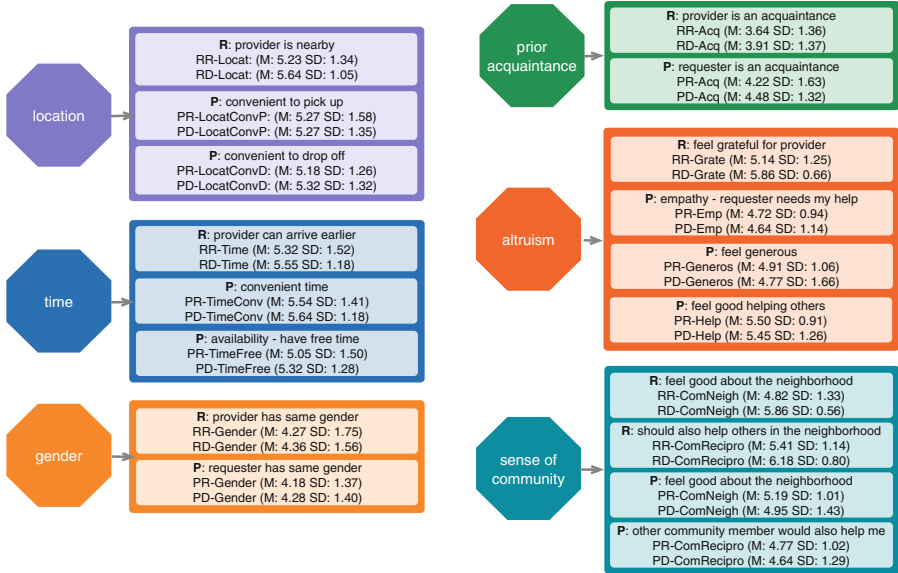 location
R: provider is nearby
RR-Locat: (M: 5.23 SD: 1.34)
RD-Locat: (M: 5.64 SD: 1.05)
P: convenient to pick up
PR-LocatConvP: (M: 5.27 SD: 1.58)
PD-LocatConvP: (M: 5.27 SD: 1.35)
P: convenient to drop off
PR-LocatConvD: (M: 5.18 SD: 1.26)
PD-LocatConvD: (M: 5.32 SD: 1.32)
time
R: provider can arrive earlier
RR-Time (M: 5.32 SD: 1.52)
RD-Time (M: 5.55 SD: 1.18)
P: convenient time
PR-TimeConv (M: 5.54 SD: 1.41)
PD-TimeConv (M: 5.64 SD: 1.18)
P: availability - have free time
PR-TimeFree (M: 5.05 SD: 1.50)
PD-TimeFree (M: 5.32 SD: 1.28)
gender
R: provider has same gender
RR-Gender (M: 4.27 SD: 1.75)
RD-Gender (M: 4.36 SD: 1.56)
P: requester has same gender
PR-Gender (M: 4.18 SD: 1.37)
PD-Gender (M: 4.28 SD: 1.40)
prior
acquaintance
R: provider is an acquaintance
RR-Acq (M: 3.64 SD: 1.36)
RD-Acq (M: 3.91 SD: 1.37)
P: requester is an acquaintance
PR-Acq (M: 4.22 SD: 1.63)
PD-Acq (M: 4.48 SD: 1.32)
altruism
R: feel grateful for provider
RR-Grate (M: 5.14 SD: 1.25)
RD-Grate (M: 5.86 SD: 0.66)
P: empathy - requester needs my help
PR-Emp (M: 4.72 SD: 0.94)
PD-Emp (M: 4.64 SD: 1.14)
P: feel generous
PR-Generos (M: 4.91 SD: 1.06)
PD-Generos (M: 4.77 SD: 1.66)
P: feel good helping others
PR-Help (M: 5.50 SD: 0.91)
PD-Help (M: 5.45 SD: 1.26)
sense of
community
R: feel good about the neighborhood
RR-ComNeigh (M: 4.82 SD: 1.33)
RD-ComNeigh (M: 5.86 SD: 0.56)
R: should also help others in the neighborhood
RR-ComRecipro (M: 5.41 SD: 1.14)
RD-ComRecipro (M: 6.18 SD: 0.80)
P: feel good about the neighborhood
PR-ComNeigh (M: 5.19 SD: 1.01)
PD-ComNeigh (M: 4.95 SD: 1.43)
P: other community member would also help me
PR-ComRecipro (M: 4.77 SD: 1.02)
PD-ComRecipro (M: 4.64 SD: 1.29)